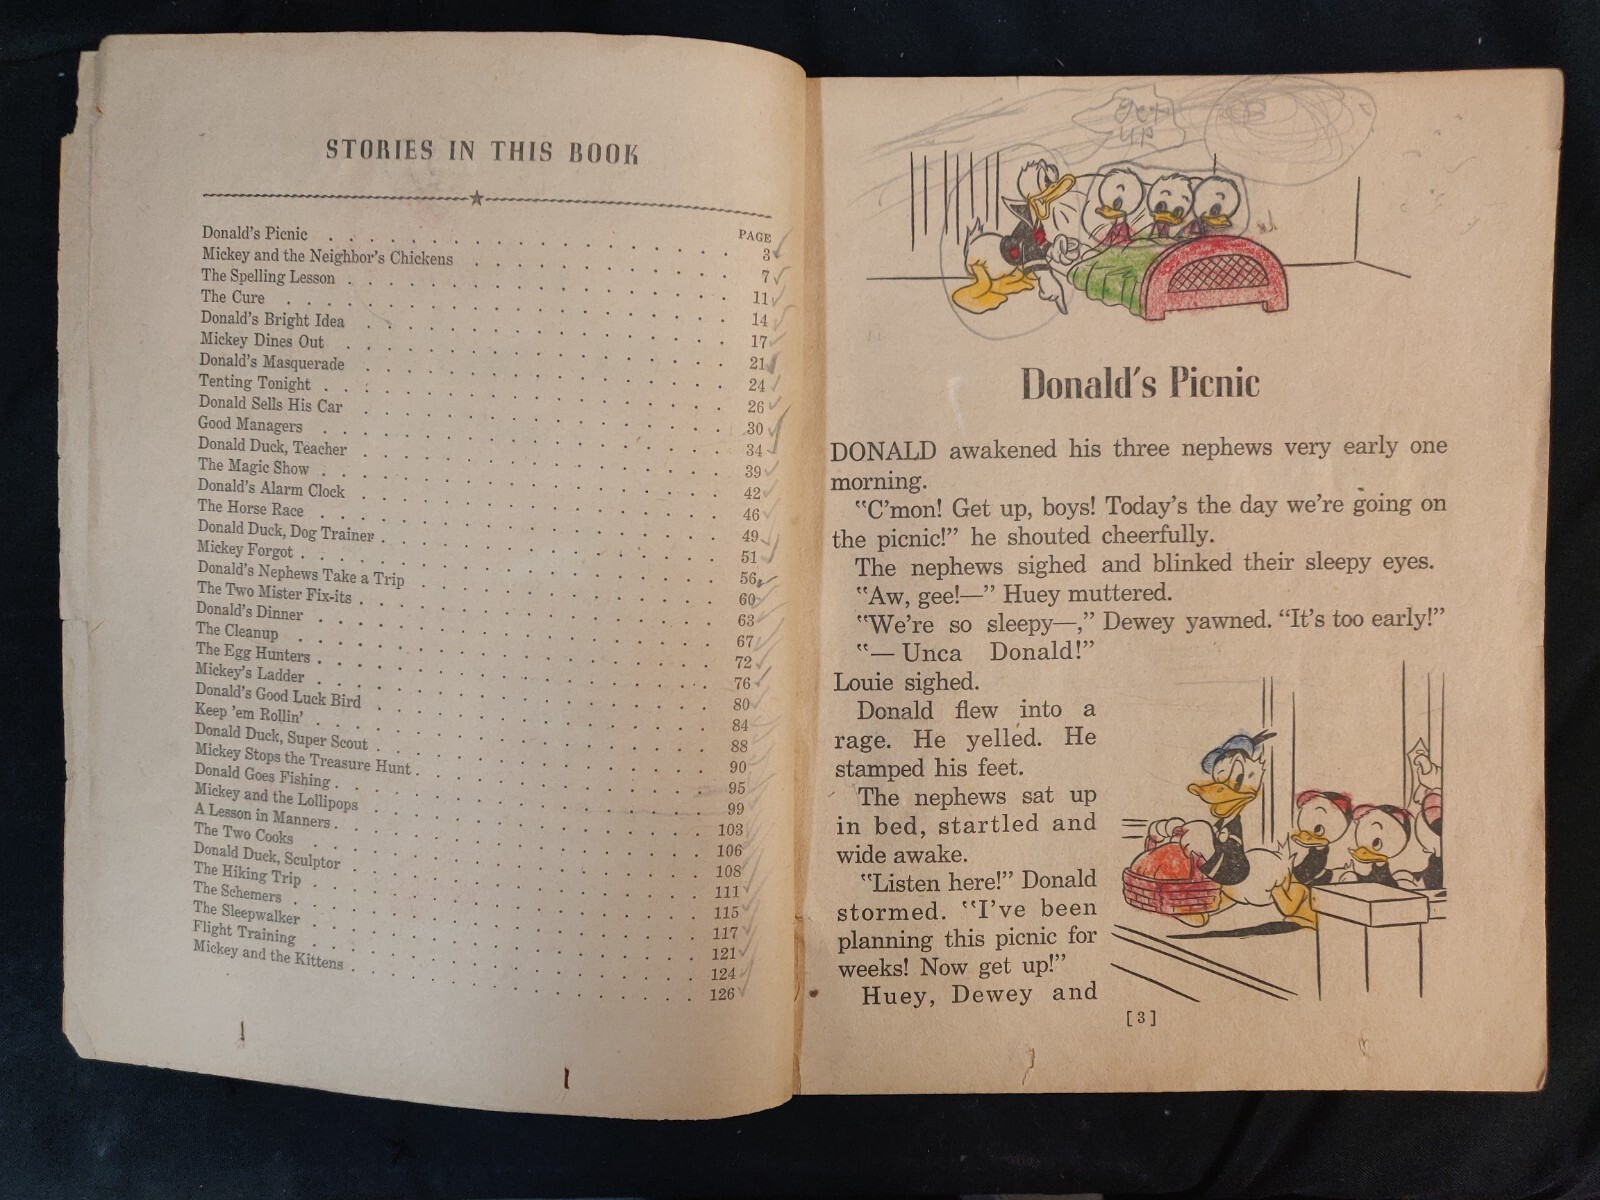 STORIES IN THIS BOOK
PAGE
Donald's Picnic . . . . . . . . . . 3
Mickey and the Neighbor's Chickens . . . . . . . . . . 7
The Spelling Lesson . . . . . . . . . . 11
The Cure . . . . . . . . . . 14
Donald's Bright Idea . . . . . . . . . . 17
Mickey Dines Out . . . . . . . . . . 21
Donald's Masquerade . . . . . . . . . . 24
Tenting Tonight . . . . . . . . . . 26
Donald Sells His Car . . . . . . . . . . 30
Good Managers . . . . . . . . . . 34
Donald Duck, Teacher . . . . . . . . . . 39
The Magic Show . . . . . . . . . . 42
Donald's Alarm Clock . . . . . . . . . . 46
The Horse Race . . . . . . . . . . 49
Donald Duck, Dog Trainer . . . . . . . . . . 51
Mickey Forgot . . . . . . . . . . 56
Donald's Nephews Take a Trip . . . . . . . . . . 60
The Two Mister Fix-its . . . . . . . . . . 63
Donald's Dinner . . . . . . . . . . 67
The Cleanup . . . . . . . . . . 72
The Egg Hunters . . . . . . . . . . 76
Mickey's Ladder . . . . . . . . . . 80
Donald's Good Luck Bird . . . . . . . . . . 84
Keep 'em Rollin' . . . . . . . . . . 88
Donald Duck, Super Scout . . . . . . . . . . 90
Mickey Stops the Treasure Hunt . . . . . . . . . . 95
Donald Goes Fishing . . . . . . . . . . 99
Mickey and the Lollipops . . . . . . . . . . 103
A Lesson in Manners . . . . . . . . . . 106
The Two Cooks . . . . . . . . . . 108
Donald Duck, Sculptor . . . . . . . . . . 111
The Hiking Trip . . . . . . . . . . 115
The Schemers . . . . . . . . . . 117
The Sleepwalker . . . . . . . . . . 121
Flight Training . . . . . . . . . . 124
Mickey and the Kittens . . . . . . . . . . 126
Get
up
Donald's Picnic
DONALD awakened his three nephews very early one
morning.
"C'mon! Get up, boys! Today's the day we're going on
the picnic!" he shouted cheerfully.
The nephews sighed and blinked their sleepy eyes.
"Aw, gee!—" Huey muttered.
"We're so sleepy—," Dewey yawned. "It's too early!"
"— Unca Donald!"
Louie sighed.
Donald flew into a
rage. He yelled. He
stamped his feet.
The nephews sat up
in bed, startled and
wide awake.
"Listen here!" Donald
stormed. "I've been
planning this picnic for
weeks! Now get up!"
Huey, Dewey and
[ 3 ]